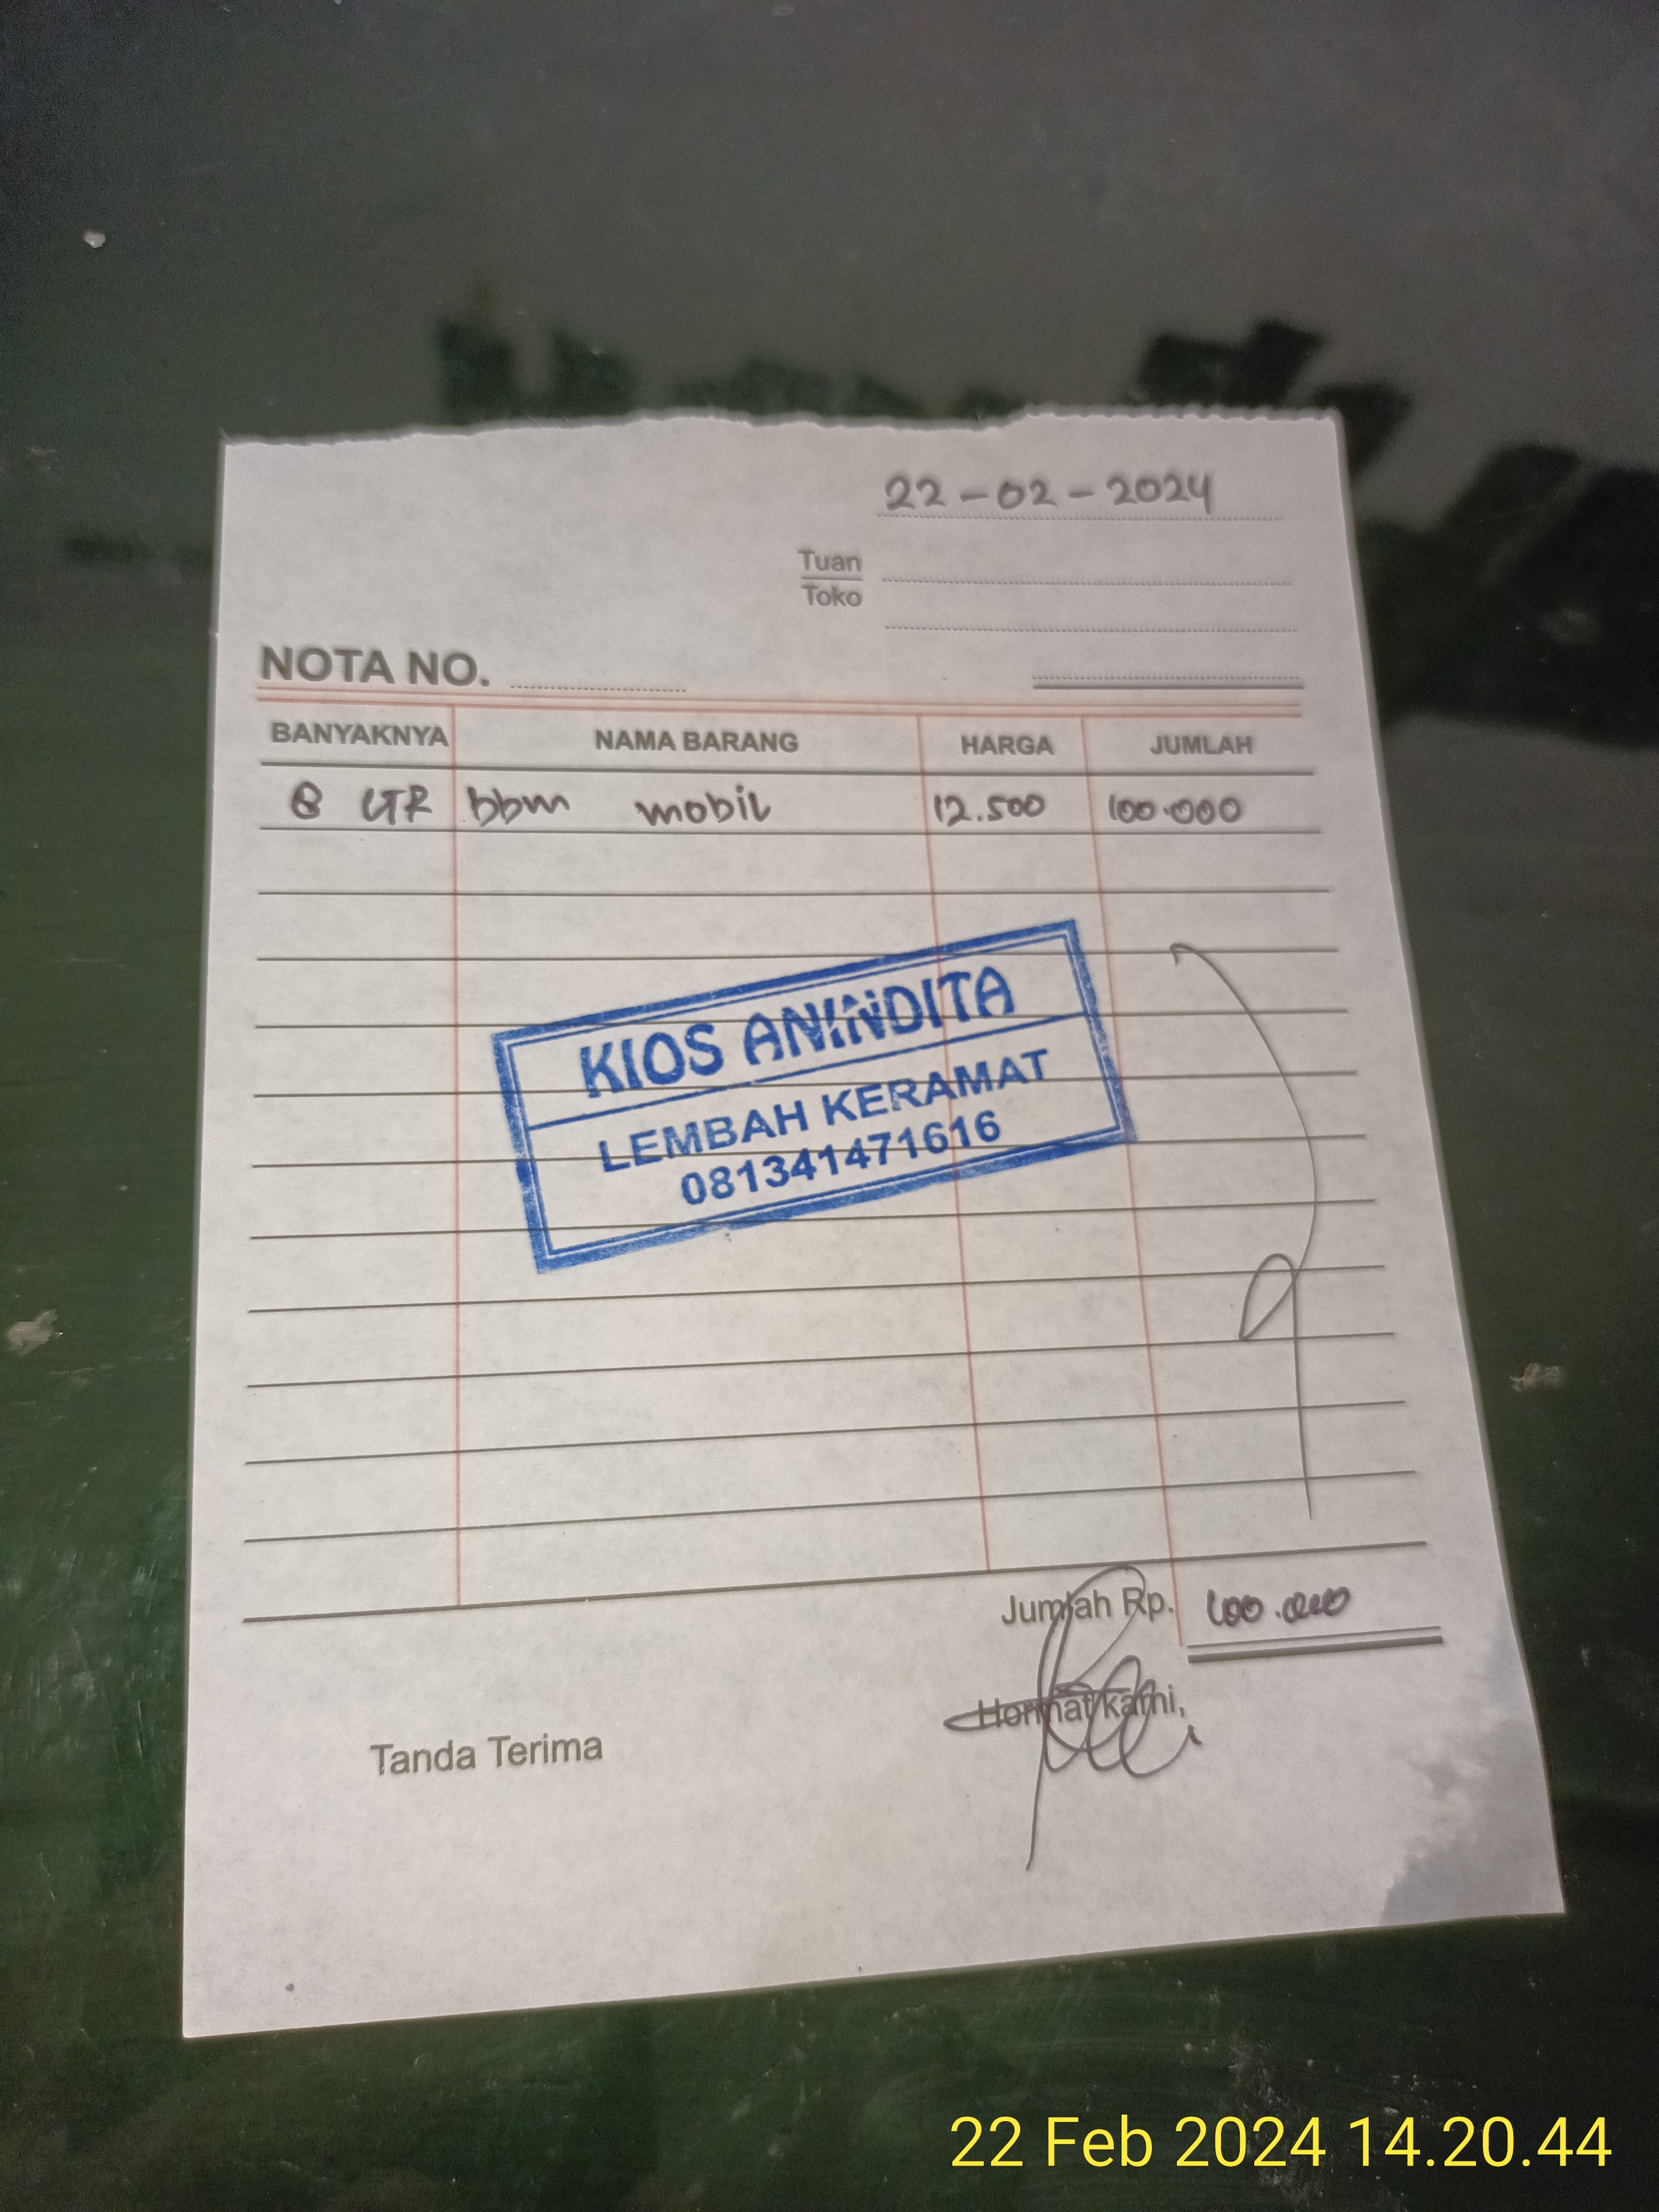 22-02-2024
Tuan
Toko
NOTA NO.
BANYAKNYA NAMA BARANG HARGA JUMLAH
8 LTR bbm mobil 12.500 100.000
KIOS ANINDITA
LEMBAH KERAMAT
081341471616
Jumlah Rp. 100.000
Hormat kami,
Tanda Terima
22 Feb 2024 14.20.44